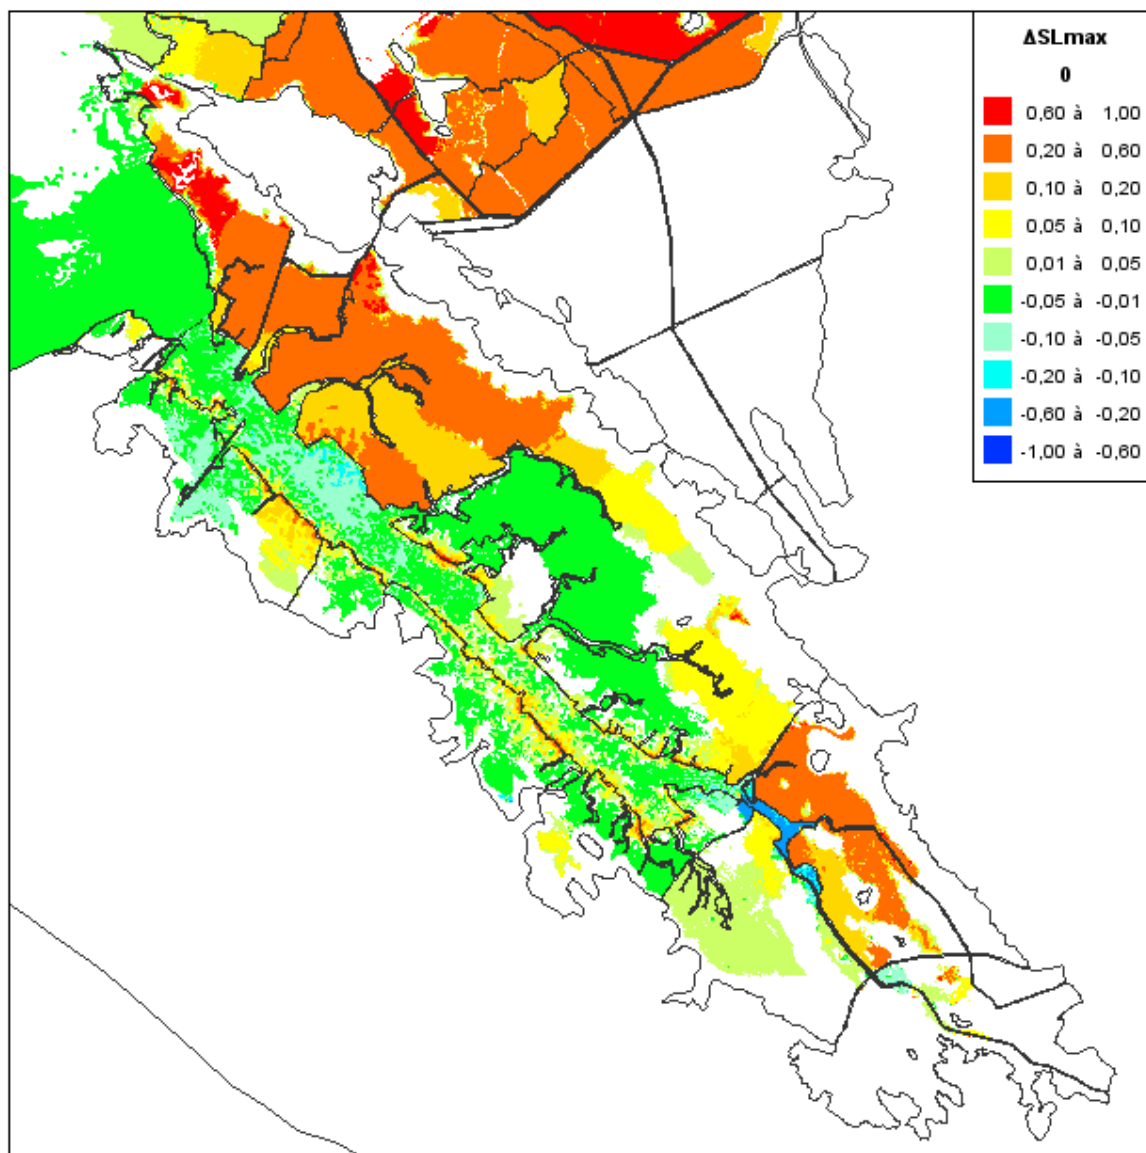 ΔSLmax
0
0,60 à 1,00
0,20 à 0,60
0,10 à 0,20
0,05 à 0,10
0,01 à 0,05
-0,05 à -0,01
-0,10 à -0,05
-0,20 à -0,10
-0,60 à -0,20
-1,00 à -0,60